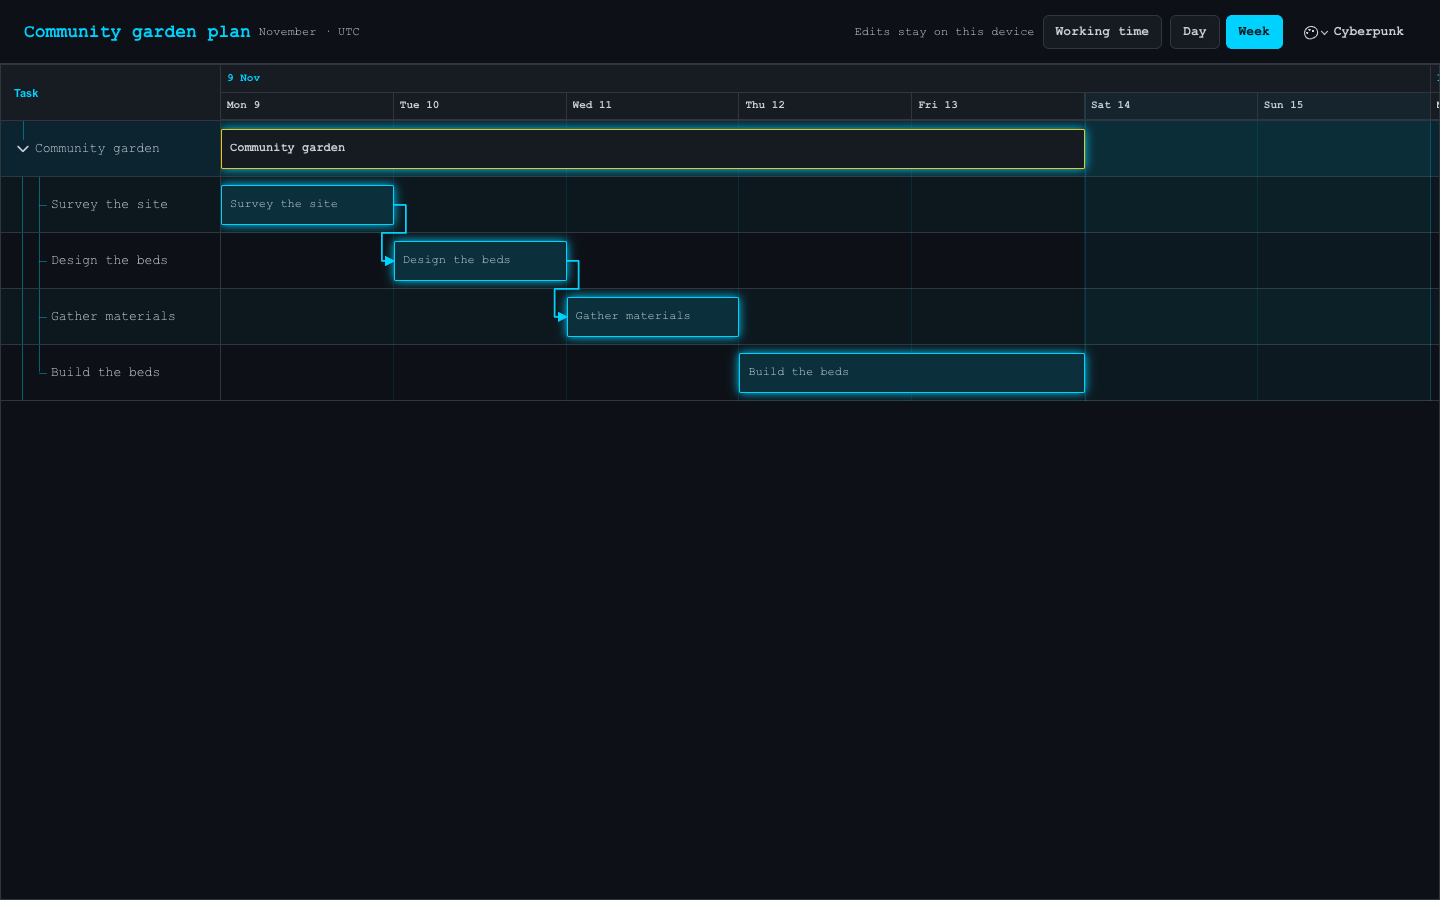 Community garden plan November · UTC
Edits stay on this device Working time Day Week Cyberpunk
Task
9 Nov
Mon 9 Tue 10 Wed 11 Thu 12 Fri 13 Sat 14 Sun 15
Community garden Community garden
Survey the site Survey the site
Design the beds Design the beds
Gather materials Gather materials
Build the beds Build the beds